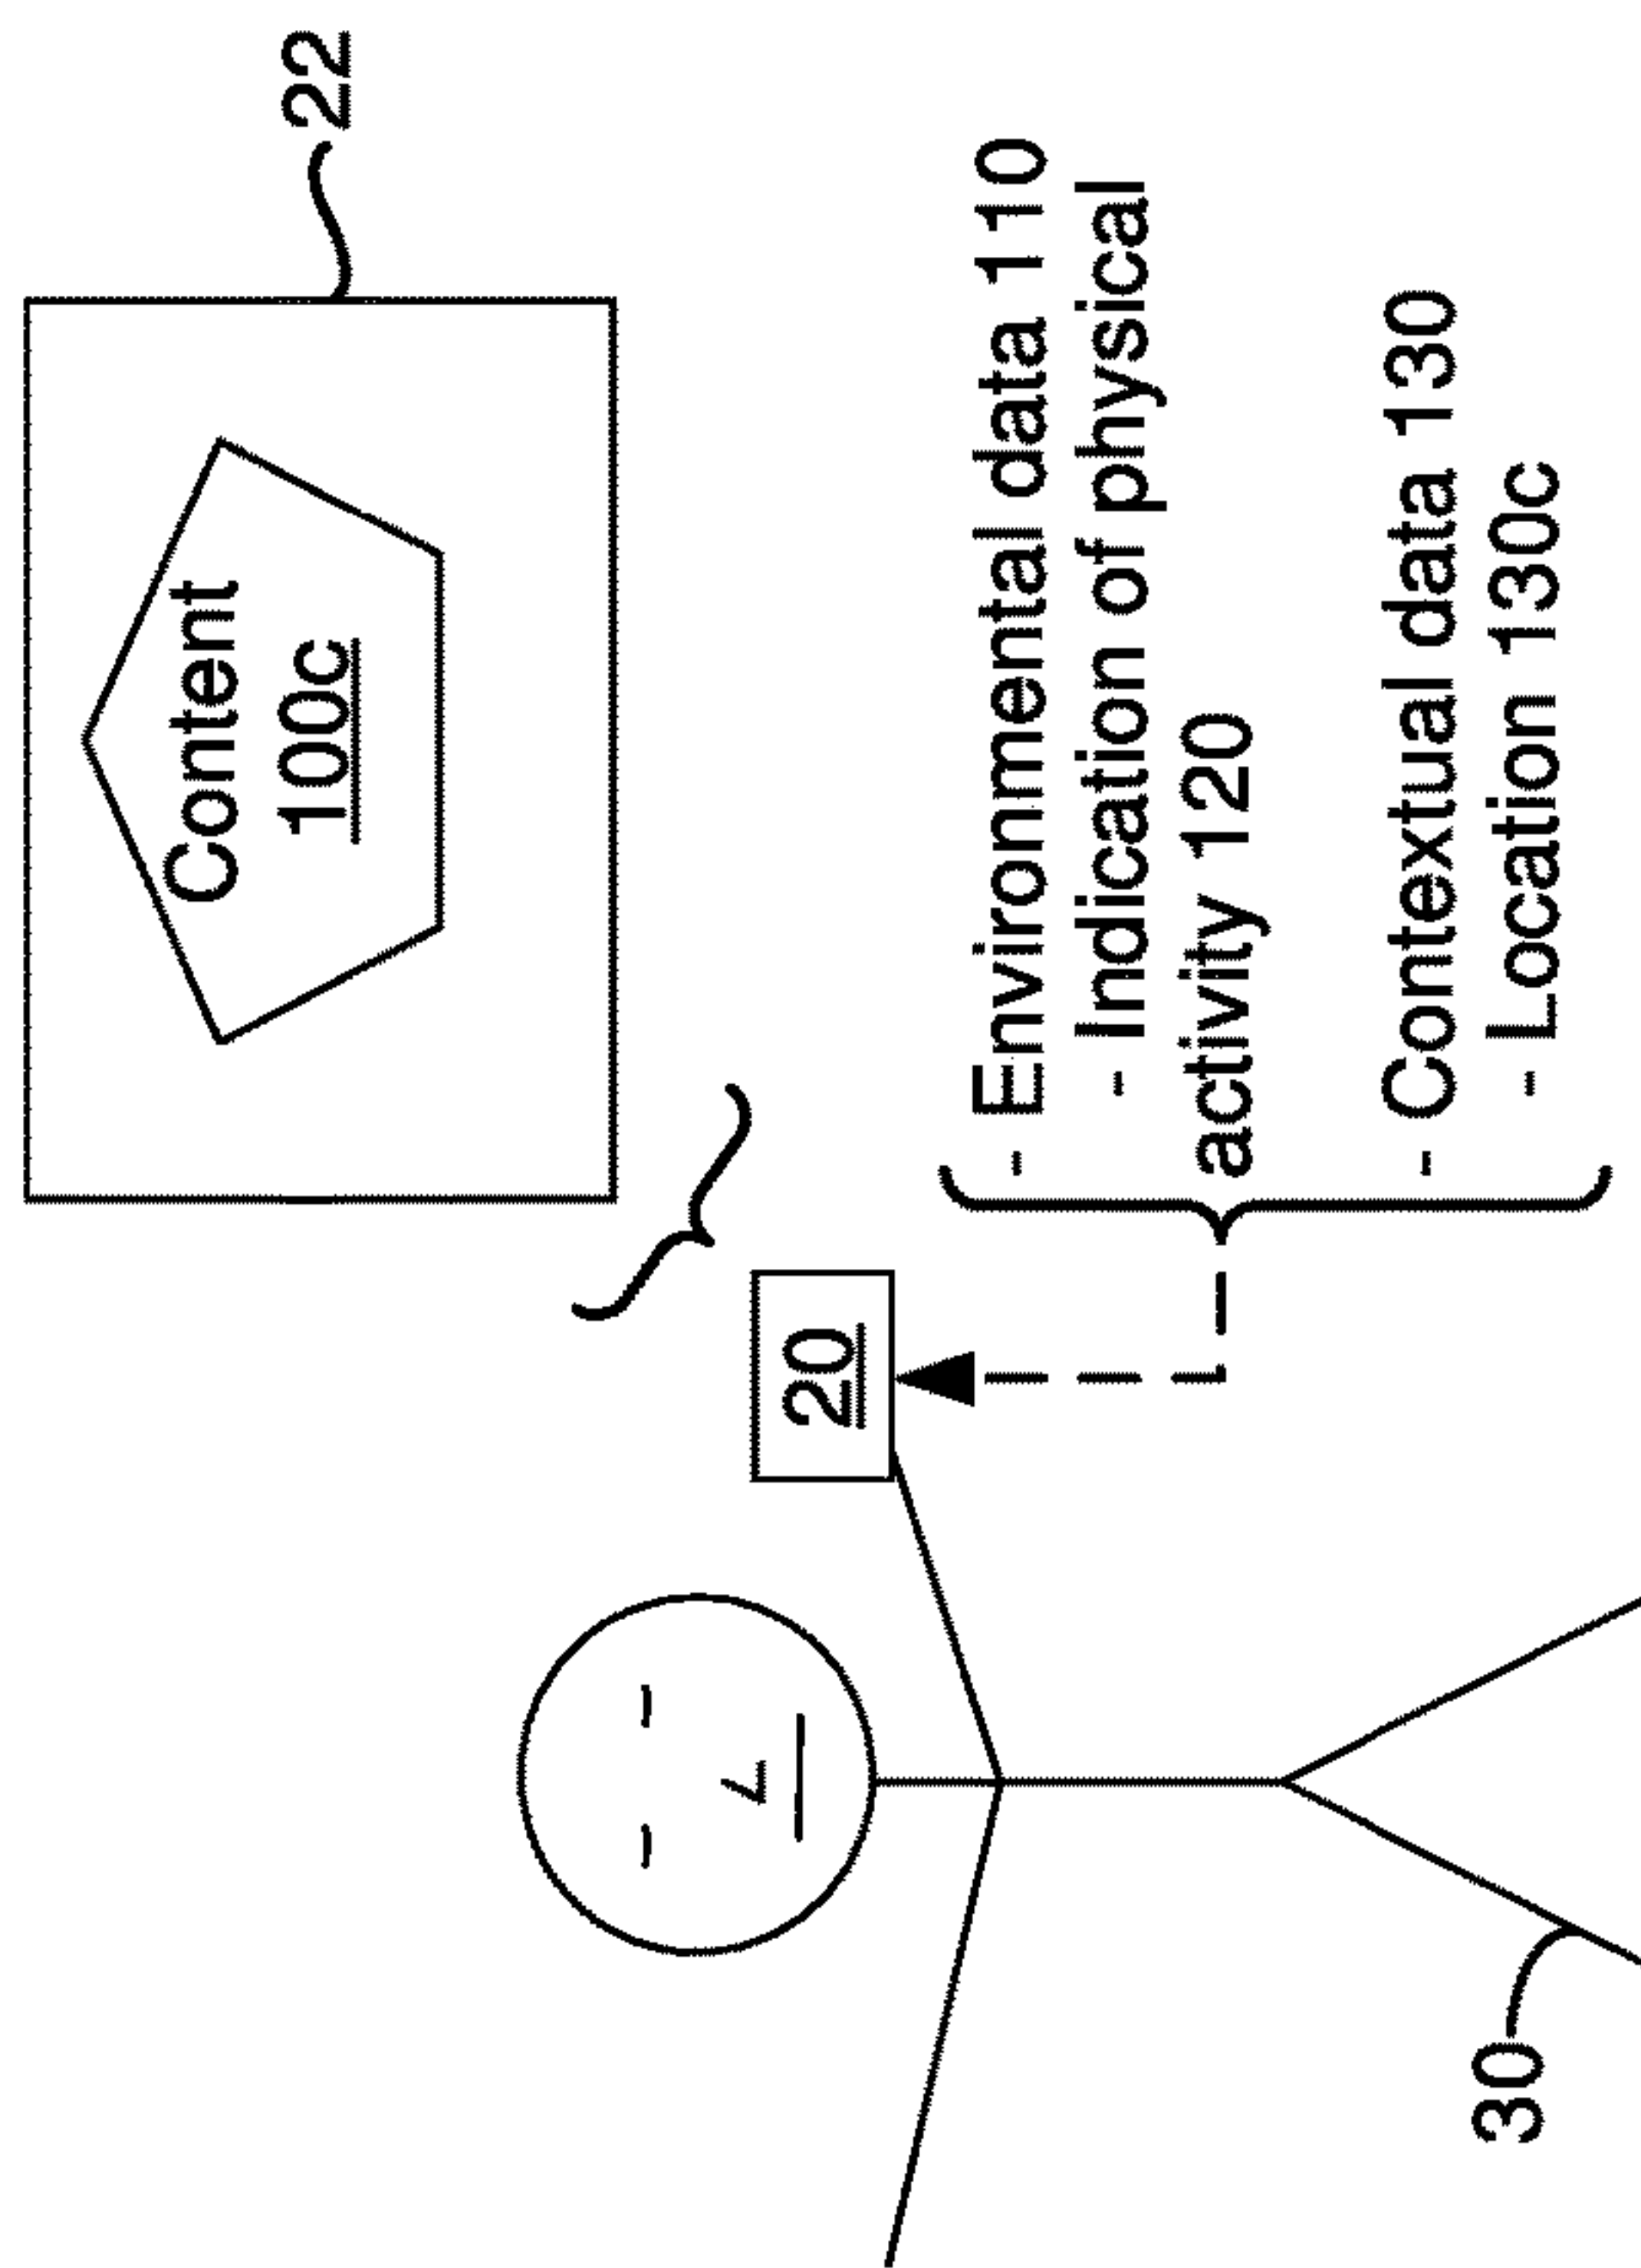 22
Content
100c
20
- Environmental data 110
- Indication of physical
activity 120
- Contextual data 130
- Location 130c
30